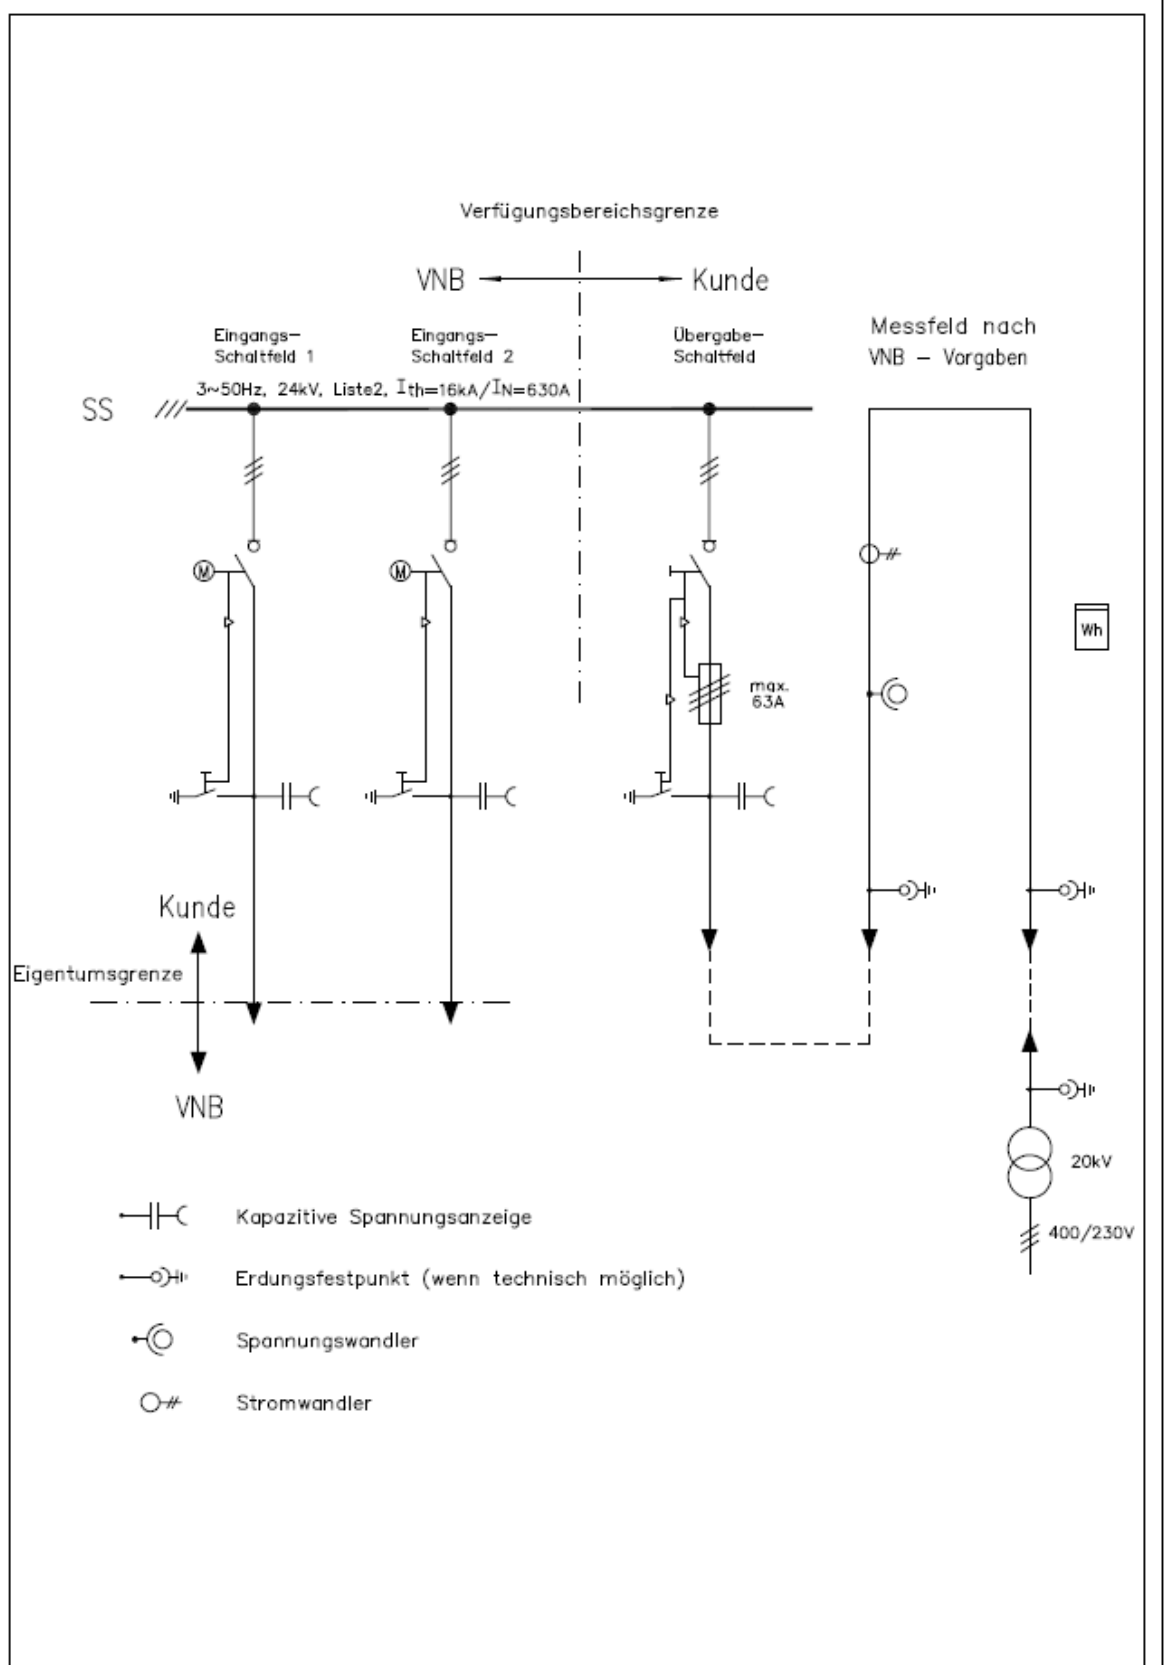 Verfügungsbereichsgrenze
VNB
Kunde
Eingangs-
Schaltfeld 1
Eingangs-
Schaltfeld 2
Übergabe-
Schaltfeld
Messfeld nach
VNB - Vorgaben
3~50Hz, 24kV, Liste2, Ith=16kA/IN=630A
SS
M
M
Wh
max.
63A
Kunde
Eigentumsgrenze
VNB
20kV
400/230V
Kapazitive Spannungsanzeige
Erdungsfestpunkt (wenn technisch möglich)
Spannungswandler
Stromwandler